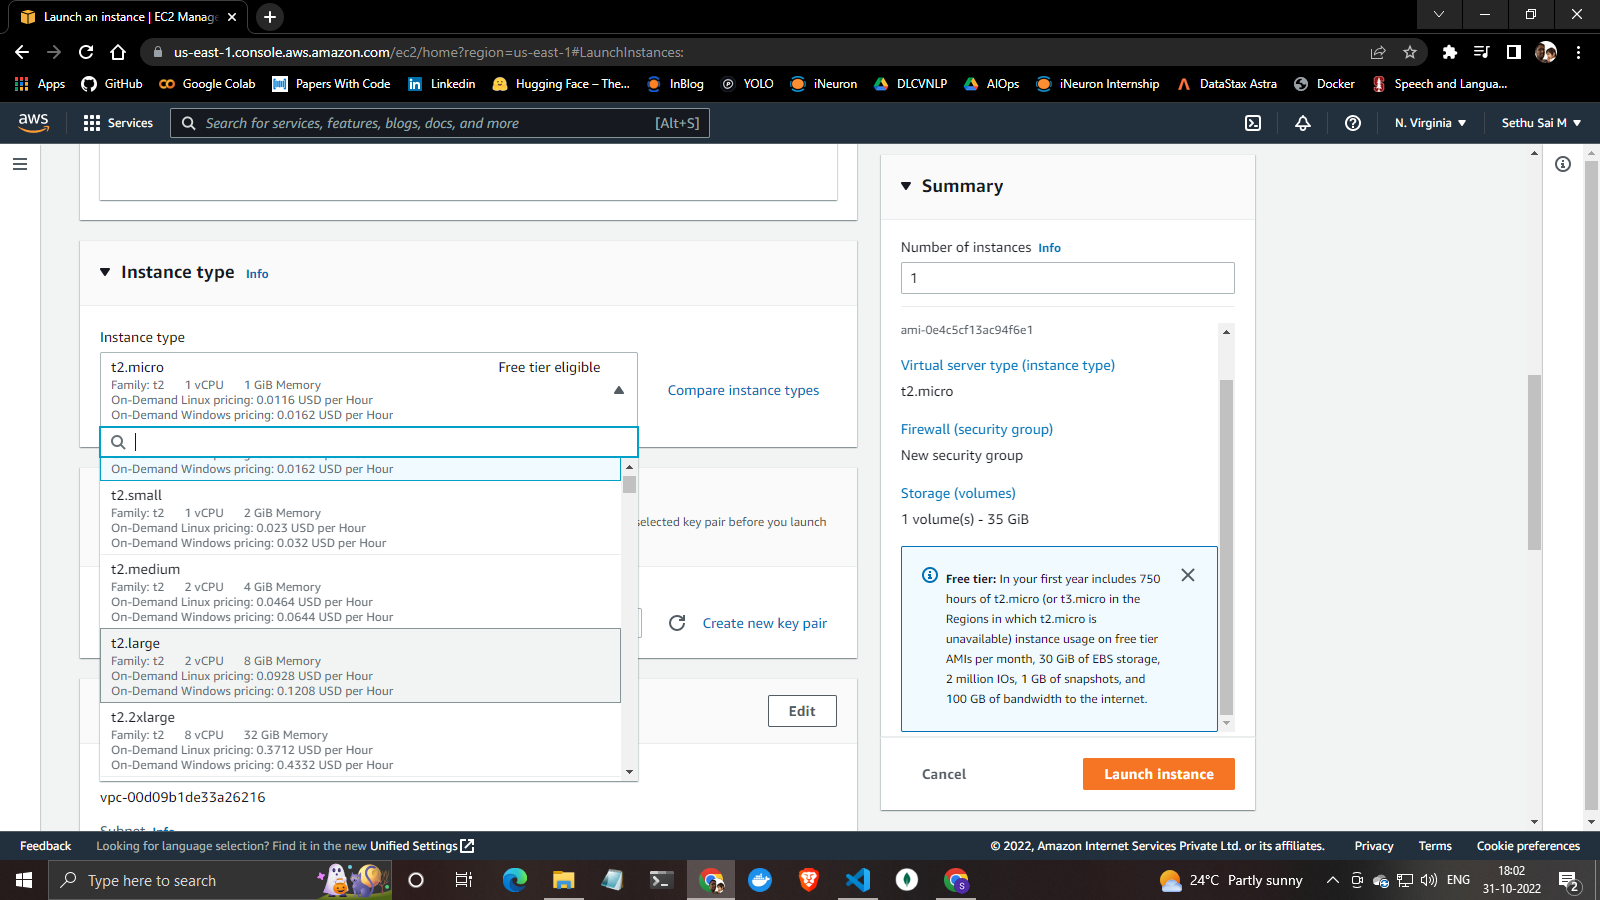 Launch an instance | EC2 Manage
us-east-1.console.aws.amazon.com/ec2/home?region=us-east-1#LaunchInstances:
Apps GitHub Google Colab Papers With Code Linkedin Hugging Face – The... InBlog YOLO iNeuron DLCVNLP AIOps iNeuron Internship DataStax Astra Docker Speech and Langua...
aws Services Search for services, features, blogs, docs, and more [Alt+S] N. Virginia Sethu Sai M
Instance type Info
Instance type
t2.micro Free tier eligible
Family: t2 1 vCPU 1 GiB Memory
On-Demand Linux pricing: 0.0116 USD per Hour
On-Demand Windows pricing: 0.0162 USD per Hour
Compare instance types
On-Demand Windows pricing: 0.0162 USD per Hour
t2.small
Family: t2 1 vCPU 2 GiB Memory
On-Demand Linux pricing: 0.023 USD per Hour
On-Demand Windows pricing: 0.032 USD per Hour
t2.medium
Family: t2 2 vCPU 4 GiB Memory
On-Demand Linux pricing: 0.0464 USD per Hour
On-Demand Windows pricing: 0.0644 USD per Hour
t2.large
Family: t2 2 vCPU 8 GiB Memory
On-Demand Linux pricing: 0.0928 USD per Hour
On-Demand Windows pricing: 0.1208 USD per Hour
t2.2xlarge
Family: t2 8 vCPU 32 GiB Memory
On-Demand Linux pricing: 0.3712 USD per Hour
On-Demand Windows pricing: 0.4332 USD per Hour
selected key pair before you launch
Create new key pair
Edit
vpc-00d09b1de33a26216
Subnet Info
Summary
Number of instances Info
1
ami-0e4c5cf13ac94f6e1
Virtual server type (instance type)
t2.micro
Firewall (security group)
New security group
Storage (volumes)
1 volume(s) - 35 GiB
Free tier: In your first year includes 750
hours of t2.micro (or t3.micro in the
Regions in which t2.micro is
unavailable) instance usage on free tier
AMIs per month, 30 GiB of EBS storage,
2 million IOs, 1 GB of snapshots, and
100 GB of bandwidth to the internet.
Cancel Launch instance
Feedback Looking for language selection? Find it in the new Unified Settings © 2022, Amazon Internet Services Private Ltd. or its affiliates. Privacy Terms Cookie preferences
Type here to search 24°C Partly sunny ENG 18:02
31-10-2022 2